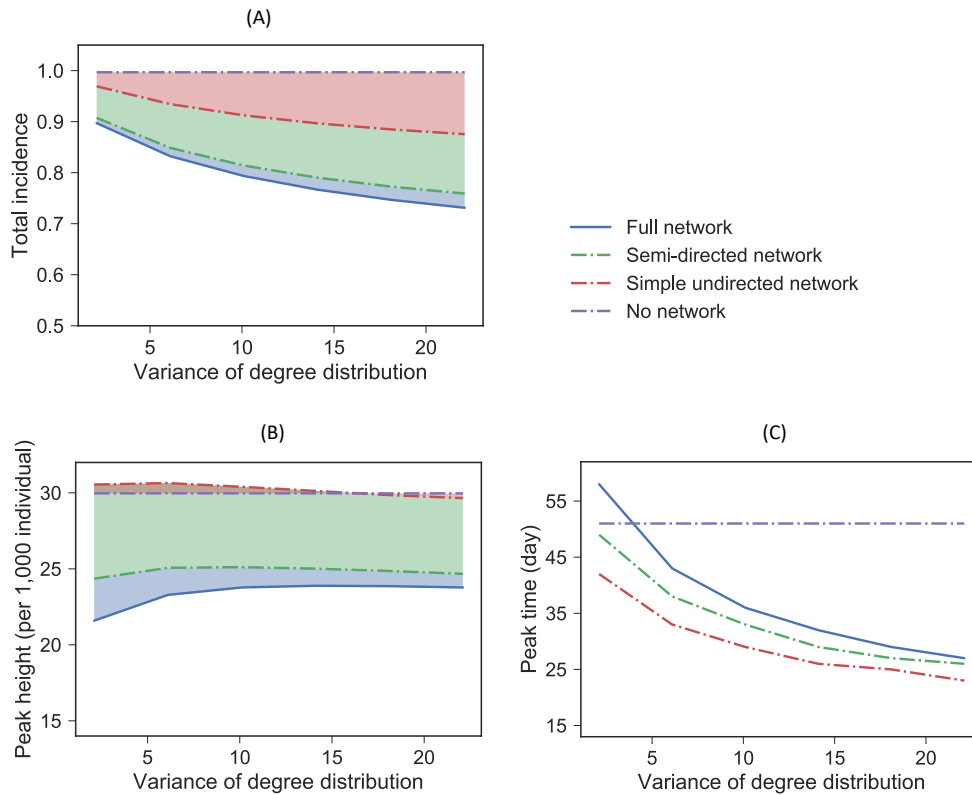 (A)
Total incidence
1.0
0.9
0.8
0.7
0.6
0.5
5
10
15
20
Variance of degree distribution
Full network
Semi-directed network
Simple undirected network
No network
(B)
Peak height (per 1,000 individual)
30
25
20
15
5
10
15
20
Variance of degree distribution
(C)
Peak time (day)
55
45
35
25
15
5
10
15
20
Variance of degree distribution